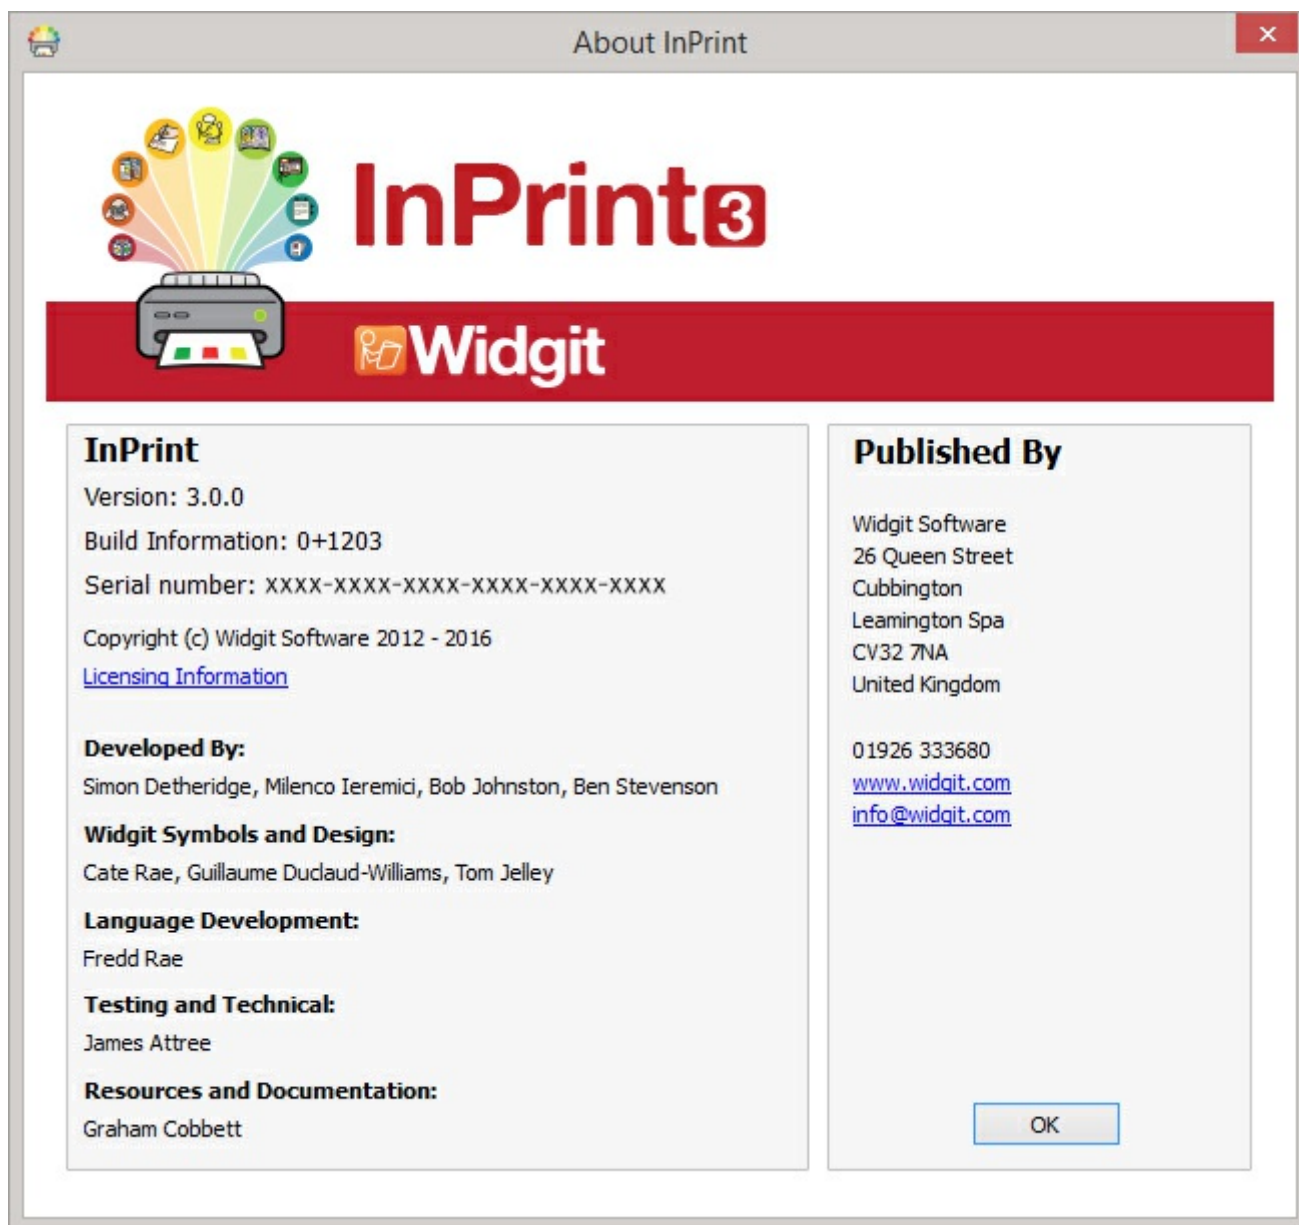 About InPrint
InPrint 3
Widgit
InPrint
Version: 3.0.0
Build Information: 0+1203
Serial number: XXXX-XXXX-XXXX-XXXX-XXXX-XXXX
Copyright (c) Widgit Software 2012 - 2016
Licensing Information
Developed By:
Simon Detheridge, Milenco Ieremici, Bob Johnston, Ben Stevenson
Widgit Symbols and Design:
Cate Rae, Guillaume Duclaud-Williams, Tom Jelley
Language Development:
Fredd Rae
Testing and Technical:
James Attree
Resources and Documentation:
Graham Cobbett
Published By
Widgit Software
26 Queen Street
Cubbington
Leamington Spa
CV32 7NA
United Kingdom
01926 333680
www.widgit.com
info@widgit.com
OK